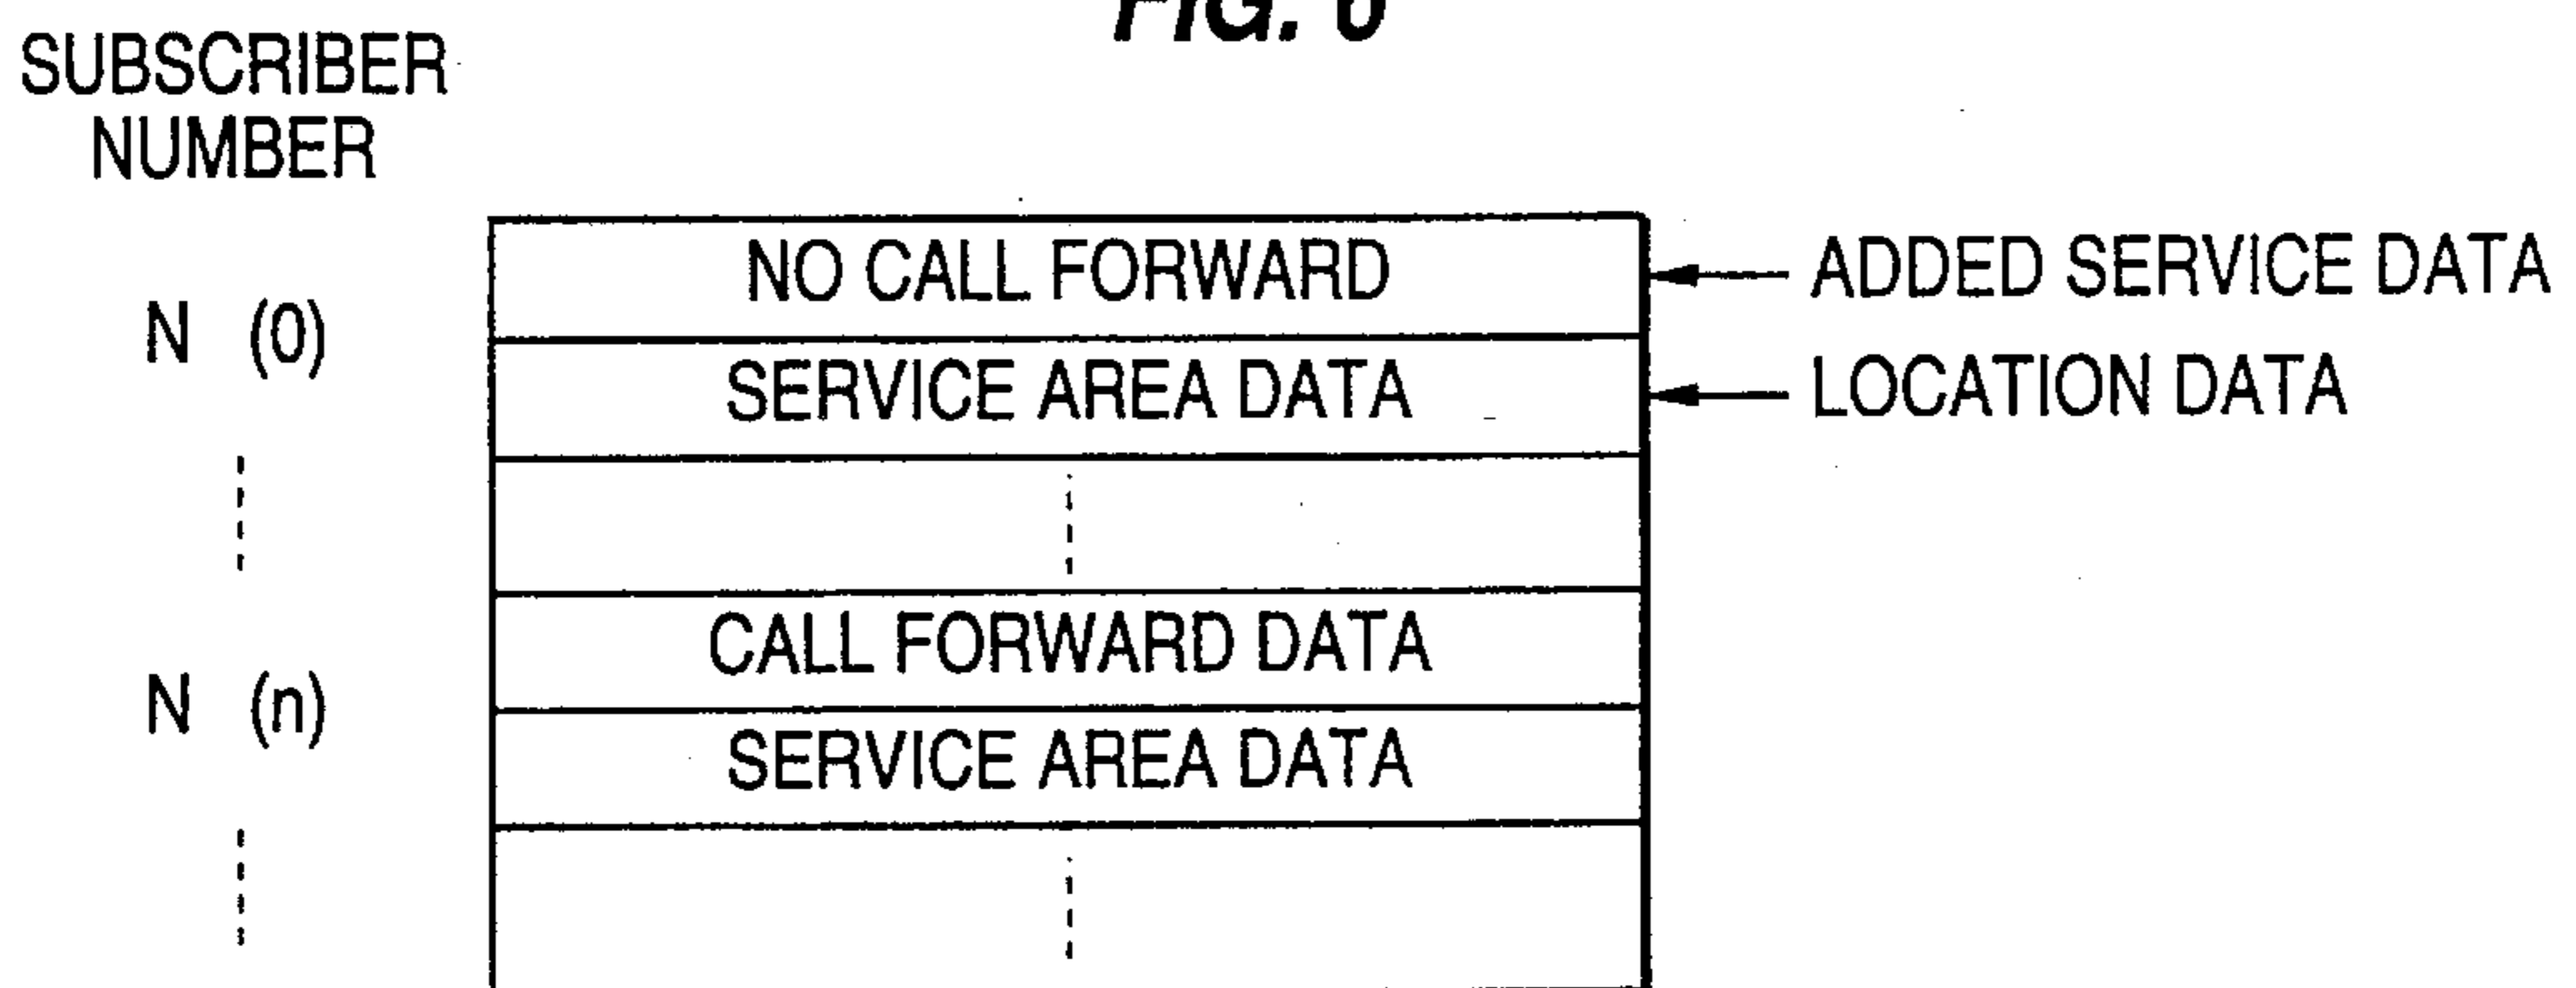 FIG.
SUBSCRIBER
NUMBER
NO CALL FORWARD
ADDED SERVICE DATA
N (0)
SERVICE AREA DATA
LOCATION DATA
CALL FORWARD DATA
N (n)
SERVICE AREA DATA